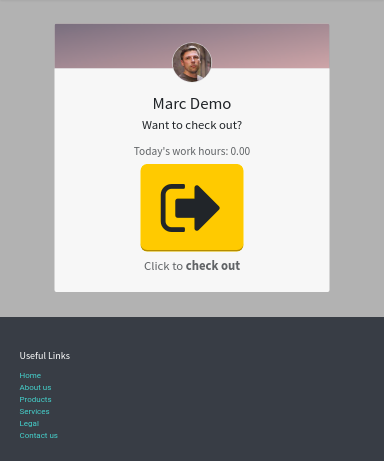 Marc Demo
Want to check out?
Today's work hours: 0.00
Click to check out
Useful Links
Home
About us
Products
Services
Legal
Contact us